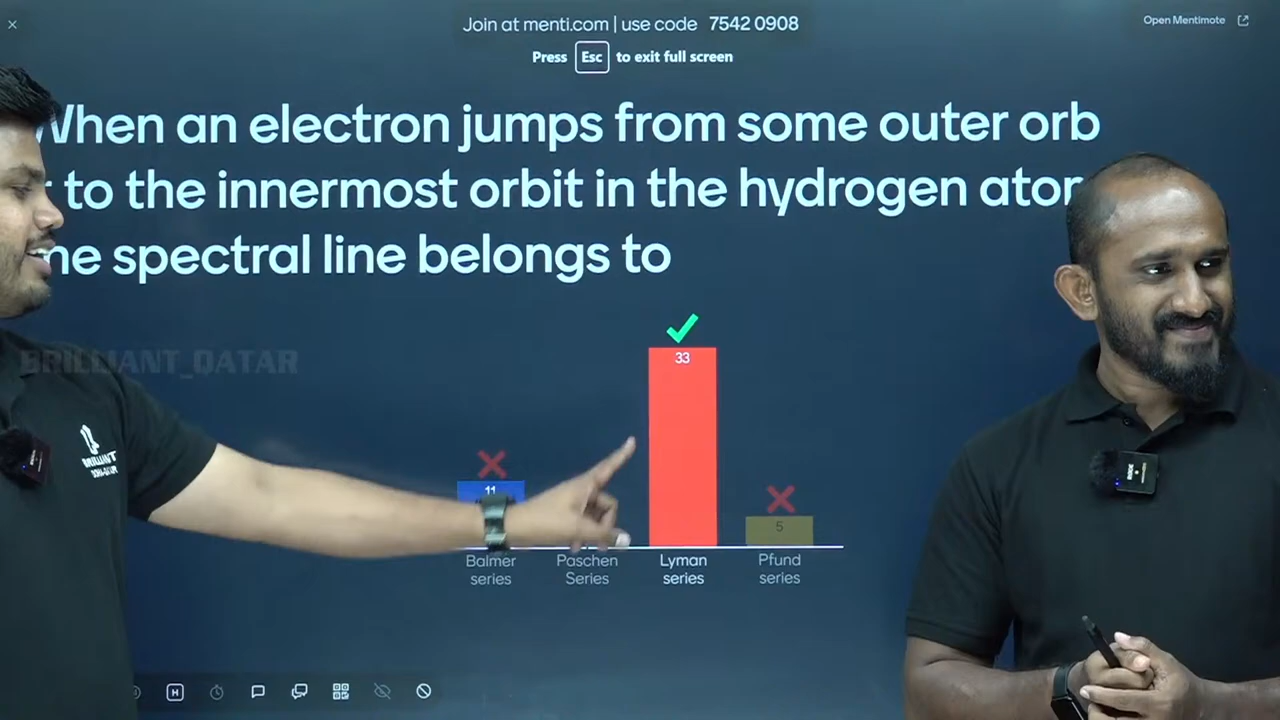 Join at menti.com | use code 7542 0908
Open Mentimote
Press Esc to exit full screen
When an electron jumps from some outer orb
to the innermost orbit in the hydrogen
spectral line belongs to
BRILLIANT_QATAR
33
11
5
Balmer series
Paschen Series
Lyman series
Pfund series
BRILLIANT
H